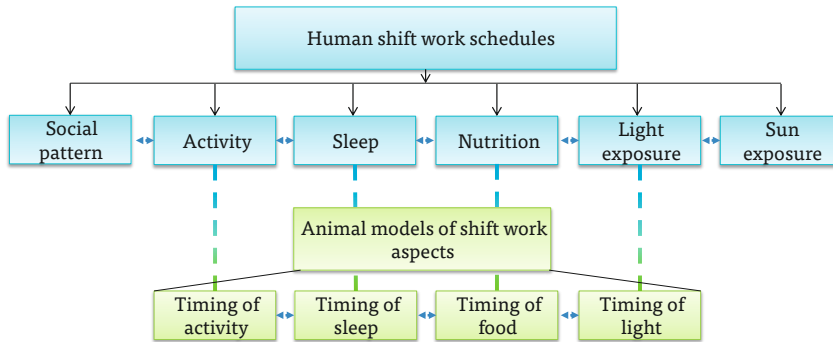 Human shift work schedules
Social
pattern
Activity
Sleep
Nutrition
Light
exposure
Sun
exposure
Animal models of shift work
aspects
Timing of
activity
Timing of
sleep
Timing of
food
Timing of
light